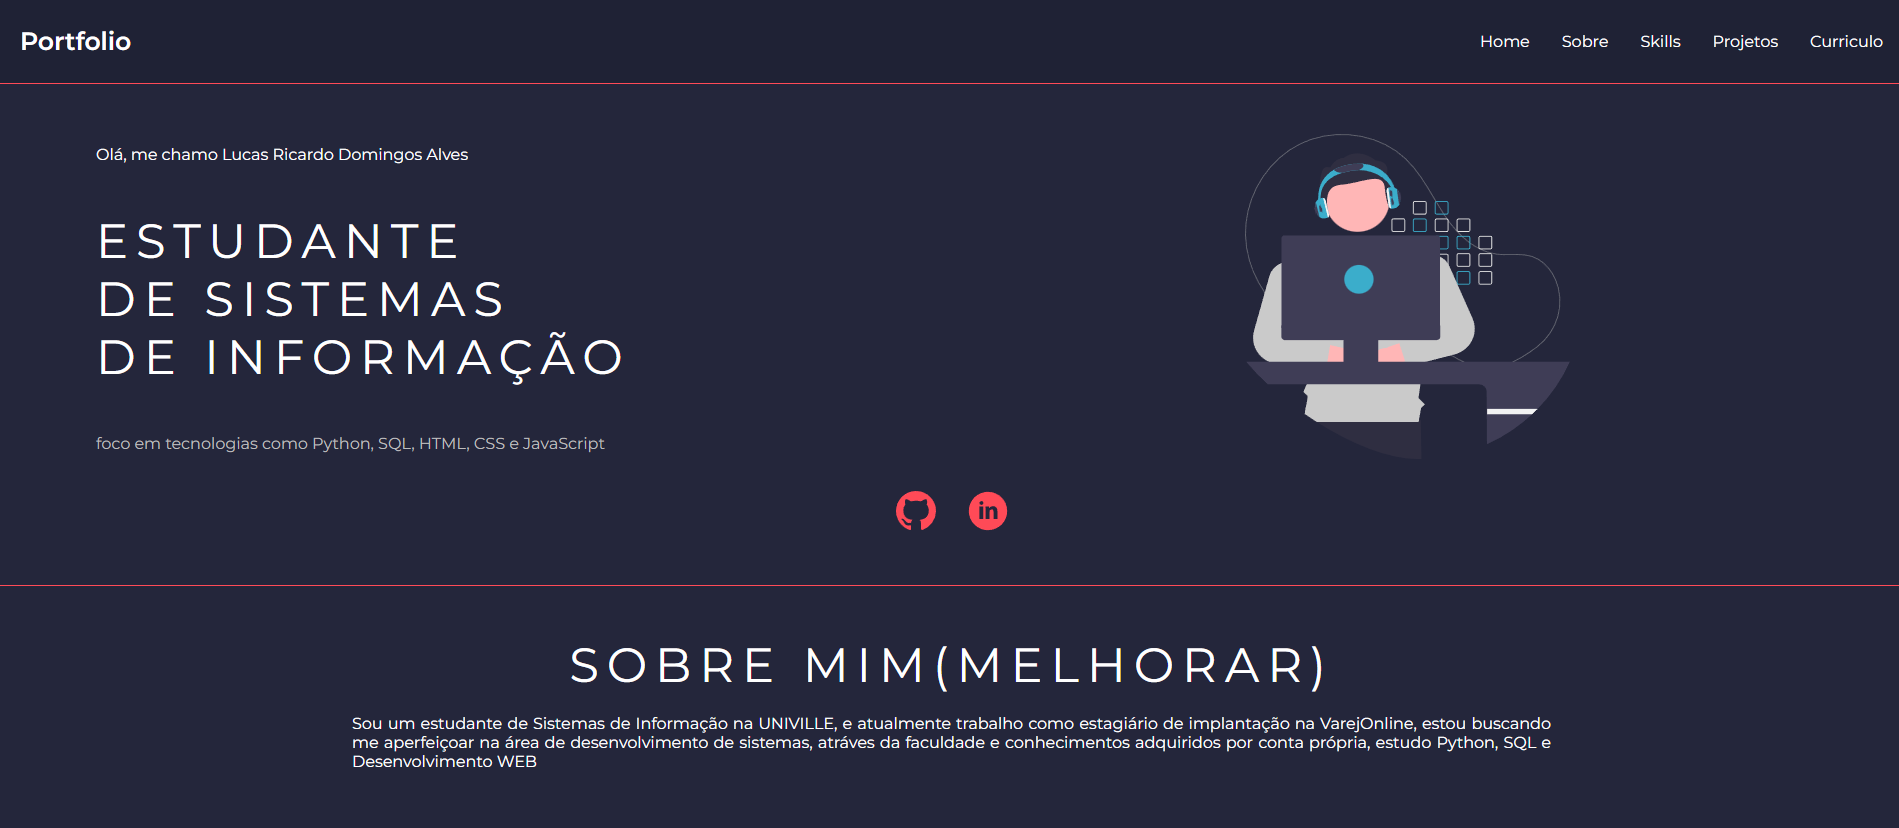 Portfolio
Home Sobre Skills Projetos Curriculo
Olá, me chamo Lucas Ricardo Domingos Alves
ESTUDANTE
DE SISTEMAS
DE INFORMAÇÃO
foco em tecnologias como Python, SQL, HTML, CSS e JavaScript
in
SOBRE MIM(MELHORAR)
Sou um estudante de Sistemas de Informação na UNIVILLE, e atualmente trabalho como estagiário de implantação na VarejOnline, estou buscando
me aperfeiçoar na área de desenvolvimento de sistemas, atráves da faculdade e conhecimentos adquiridos por conta própria, estudo Python, SQL e
Desenvolvimento WEB